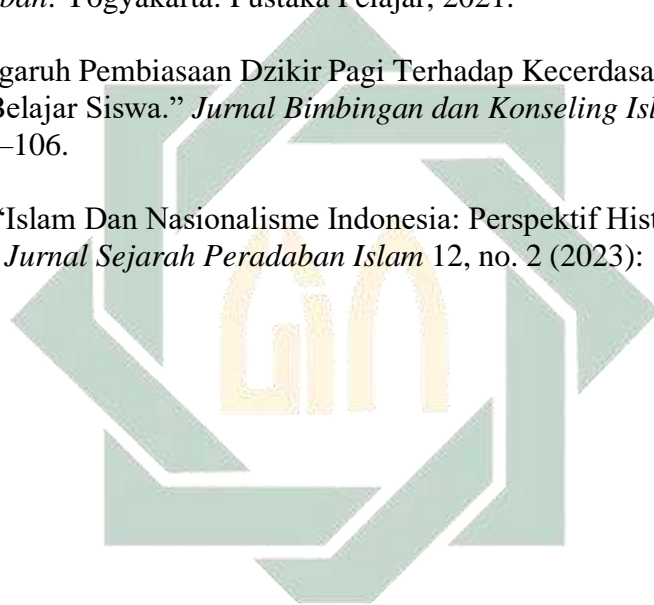 ban. Yogyakarta: Pustaka Pelajar, 2021.
garuh Pembiasaan Dzikir Pagi Terhadap Kecerdasa
Belajar Siswa.” Jurnal Bimbingan dan Konseling Isl
–106.
“Islam Dan Nasionalisme Indonesia: Perspektif Hist
Jurnal Sejarah Peradaban Islam 12, no. 2 (2023):